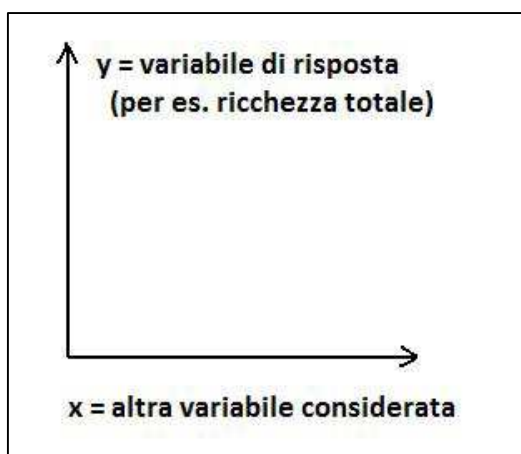 y = variabile di risposta
(per es. ricchezza totale)
x = altra variabile considerata